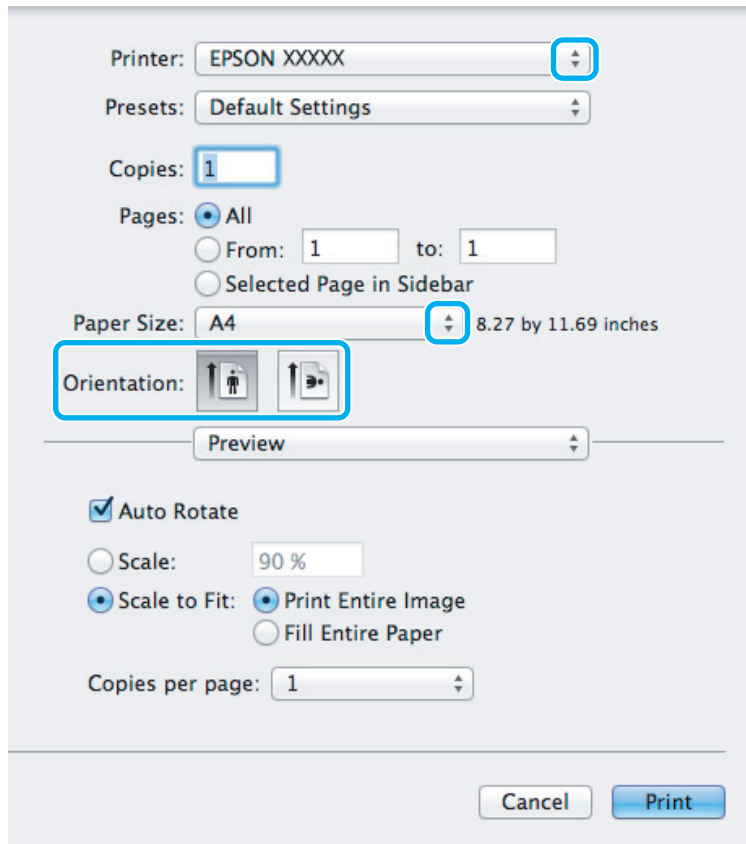 Printer: EPSON XXXXX
Presets: Default Settings
Copies: 1
Pages: All
From: 1 to: 1
Selected Page in Sidebar
Paper Size: A4 8.27 by 11.69 inches
Orientation:
Preview
Auto Rotate
Scale: 90 %
Scale to Fit: Print Entire Image
Fill Entire Paper
Copies per page: 1
Cancel Print